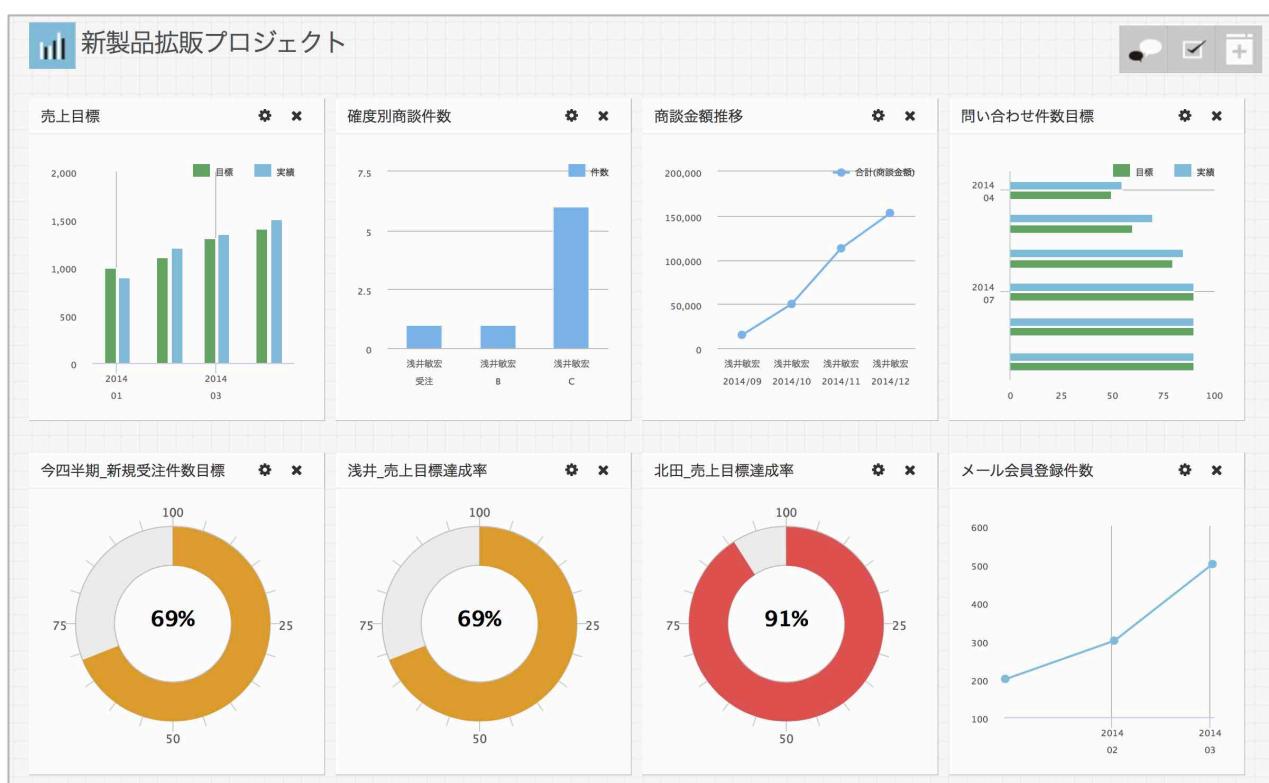 新製品拡販プロジェクト
売上目標
目標 実績
2,000
1,500
1,000
500
0
2014 2014
01 03
確度別商談件数
件数
7.5
5
2.5
0
浅井敏宏 浅井敏宏 浅井敏宏
受注 B C
商談金額推移
合計(商談金額)
200,000
150,000
100,000
50,000
0
浅井敏宏 浅井敏宏 浅井敏宏 浅井敏宏
2014/09 2014/10 2014/11 2014/12
問い合わせ件数目標
目標 実績
2014
04
2014
07
0 25 50 75 100
今四半期_新規受注件数目標
100
75 69% 25
50
浅井_売上目標達成率
100
75 69% 25
50
北田_売上目標達成率
100
75 91% 25
50
メール会員登録件数
600
500
400
300
200
100
2014 2014
02 03